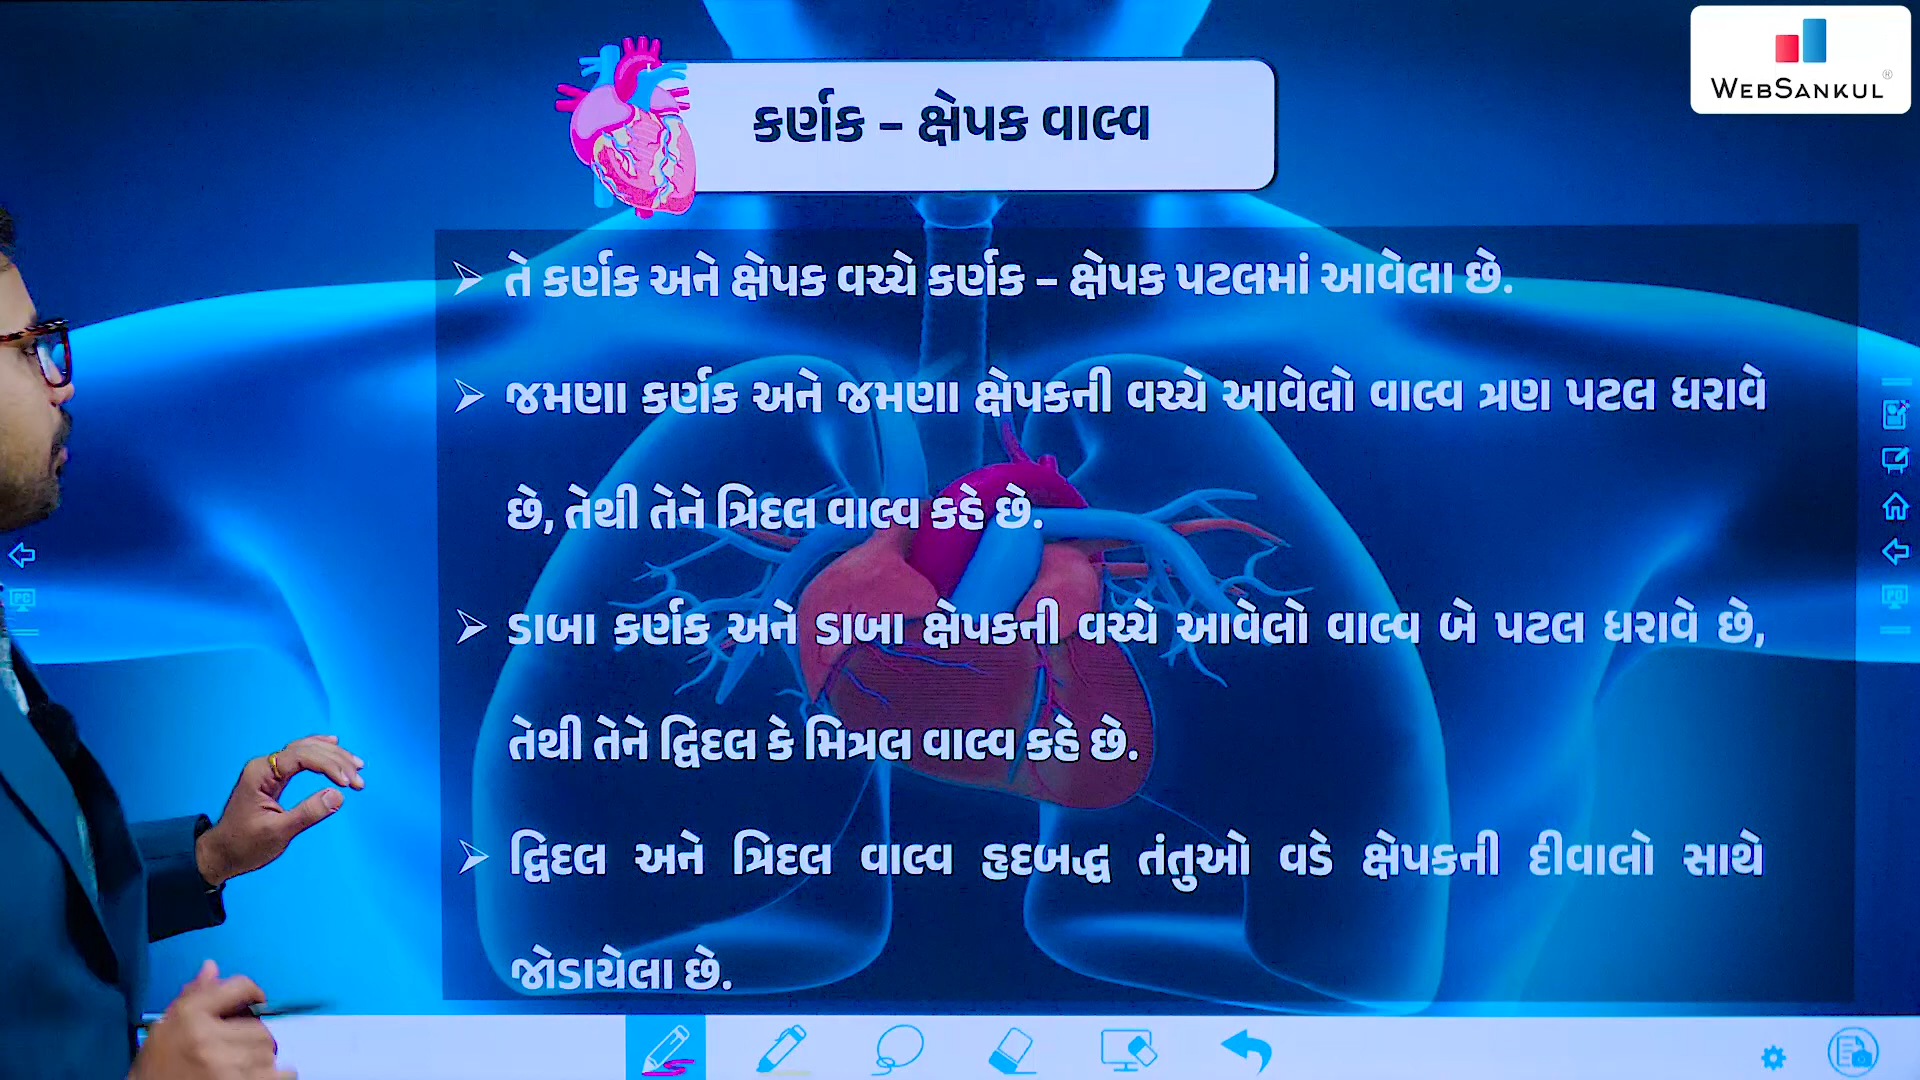 WEBSANKUL®
કર્ણક – ક્ષેપક વાલ્વ
➢ તે કર્ણક અને ક્ષેપક વચ્ચે કર્ણક – ક્ષેપક પટલમાં આવેલા છે.
➢ જમણા કર્ણક અને જમણા ક્ષેપકની વચ્ચે આવેલો વાલ્વ ત્રણ પટલ ધરાવે
છે, તેથી તેને ત્રિદલ વાલ્વ કહે છે.
➢ ડાબા કર્ણક અને ડાબા ક્ષેપકની વચ્ચે આવેલો વાલ્વ બે પટલ ધરાવે છે,
તેથી તેને દ્વિદલ કે મિત્રલ વાલ્વ કહે છે.
➢ દ્વિદલ અને ત્રિદલ વાલ્વ હૃદબદ્ધ તંતુઓ વડે ક્ષેપકની દીવાલો સાથે
જોડાયેલા છે.
PC
PC